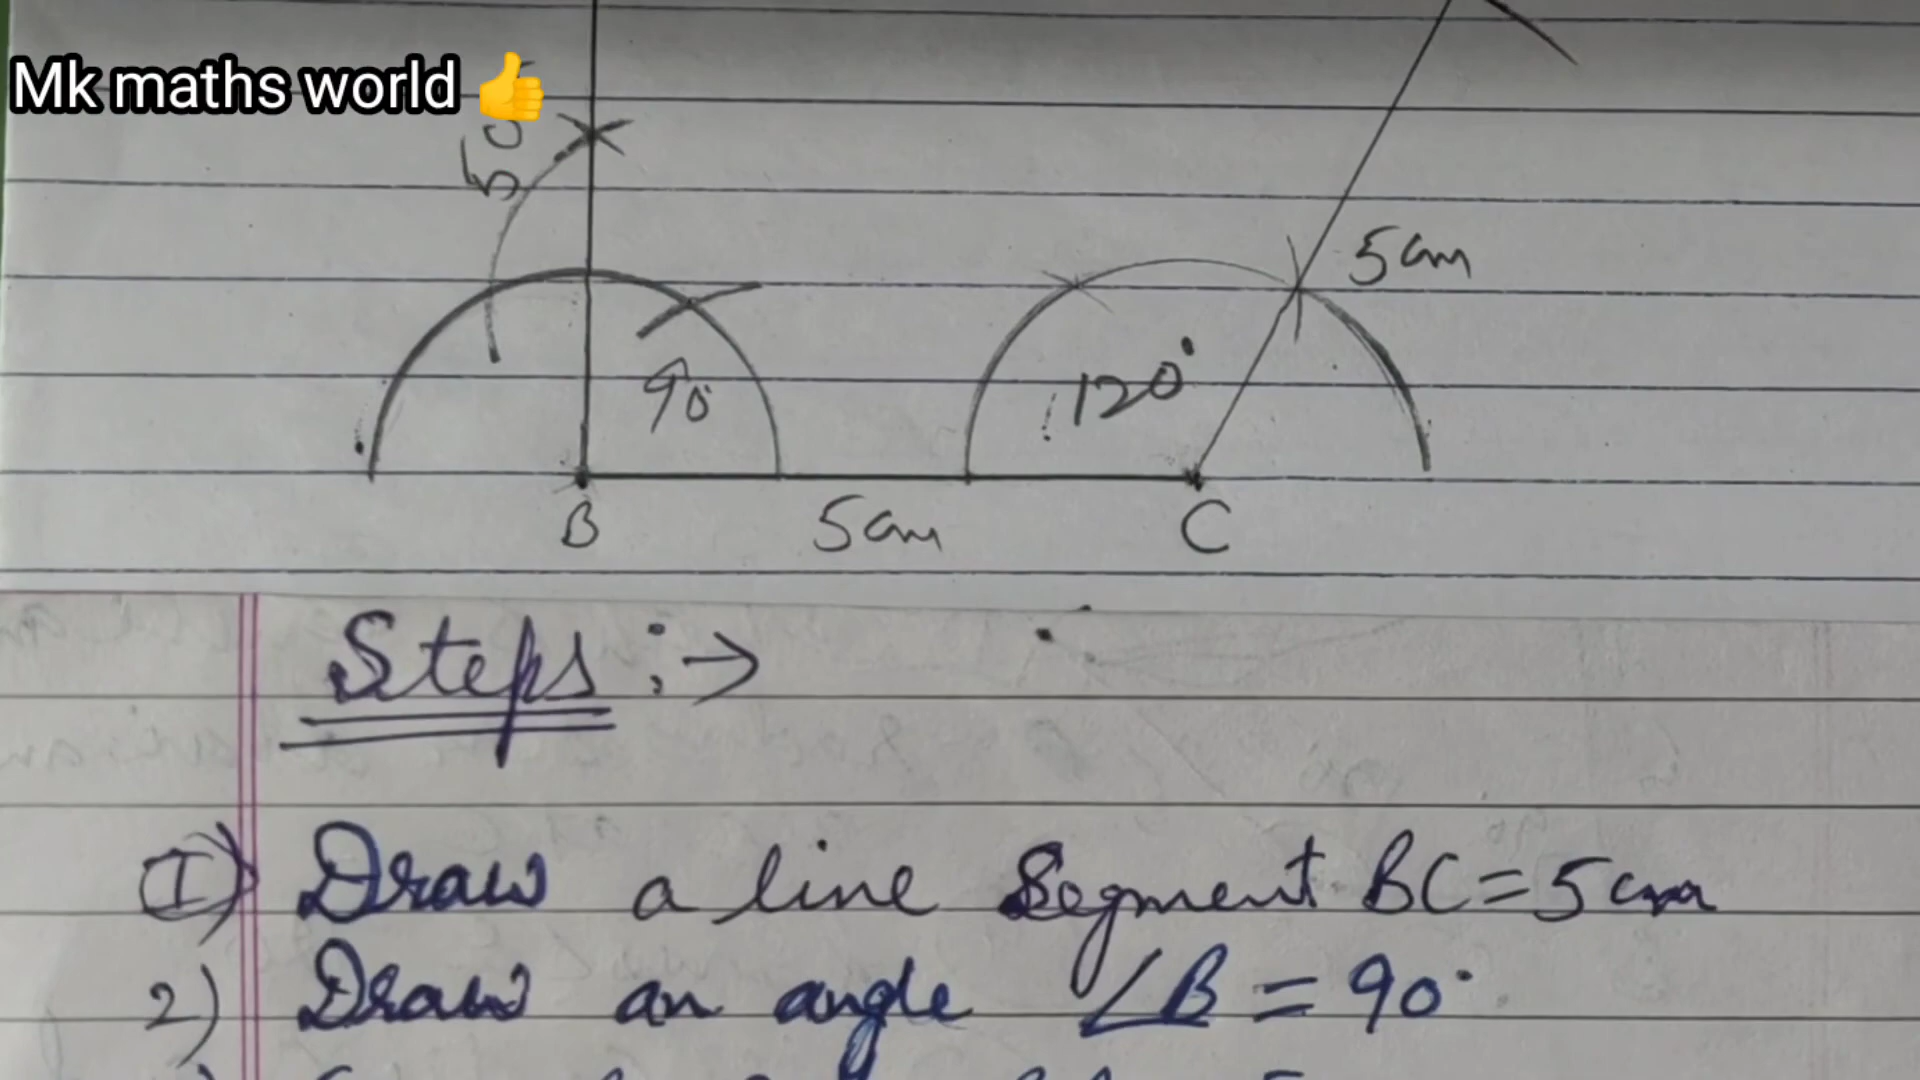 Mk maths world 👍
5c
5cm
90°
120°
B
5cm
C
Steps :→
1) Draw a line Segment BC = 5cm
2) Draw an angle ∠B = 90°